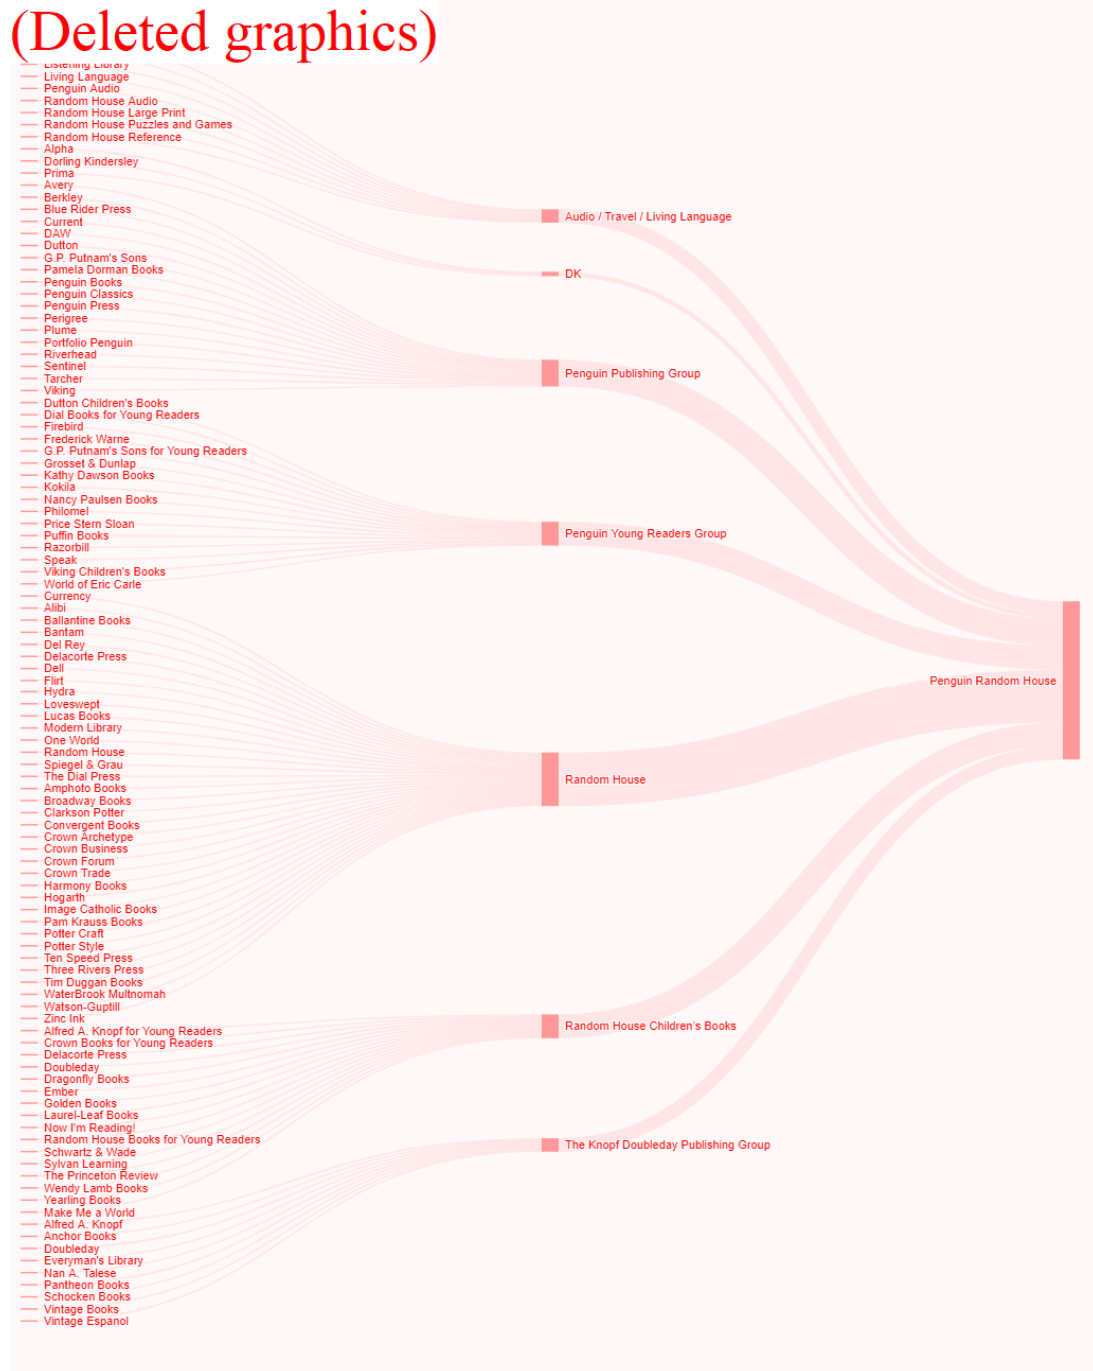 (Deleted graphics)
Listening Library
Living Language
Penguin Audio
Random House Audio
Random House Large Print
Random House Puzzles and Games
Random House Reference
Alpha
Dorling Kindersley
Prima
Avery
Berkley
Blue Rider Press
Current
DAW
Dutton
G.P. Putnam's Sons
Pamela Dorman Books
Penguin Books
Penguin Classics
Penguin Press
Perigree
Plume
Portfolio Penguin
Riverhead
Sentinel
Tarcher
Viking
Dutton Children's Books
Dial Books for Young Readers
Firebird
Frederick Warne
G.P. Putnam's Sons for Young Readers
Grosset & Dunlap
Kathy Dawson Books
Kokila
Nancy Paulsen Books
Philomel
Price Stern Sloan
Puffin Books
Razorbill
Speak
Viking Children's Books
World of Eric Carle
Currency
Alibi
Ballantine Books
Bantam
Del Rey
Delacorte Press
Dell
Flirt
Hydra
Loveswept
Lucas Books
Modern Library
One World
Random House
Spiegel & Grau
The Dial Press
Amphoto Books
Broadway Books
Clarkson Potter
Convergent Books
Crown Archetype
Crown Business
Crown Forum
Crown Trade
Harmony Books
Hogarth
Image Catholic Books
Pam Krauss Books
Potter Craft
Potter Style
Ten Speed Press
Three Rivers Press
Tim Duggan Books
WaterBrook Multnomah
Watson-Guptill
Zinc Ink
Alfred A. Knopf for Young Readers
Crown Books for Young Readers
Delacorte Press
Doubleday
Dragonfly Books
Ember
Golden Books
Laurel-Leaf Books
Now I'm Reading!
Random House Books for Young Readers
Schwartz & Wade
Sylvan Learning
The Princeton Review
Wendy Lamb Books
Yearling Books
Make Me a World
Alfred A. Knopf
Anchor Books
Doubleday
Everyman's Library
Nan A. Talese
Pantheon Books
Schocken Books
Vintage Books
Vintage Espanol
Audio / Travel / Living Language
DK
Penguin Publishing Group
Penguin Young Readers Group
Random House
Random House Children's Books
The Knopf Doubleday Publishing Group
Penguin Random House